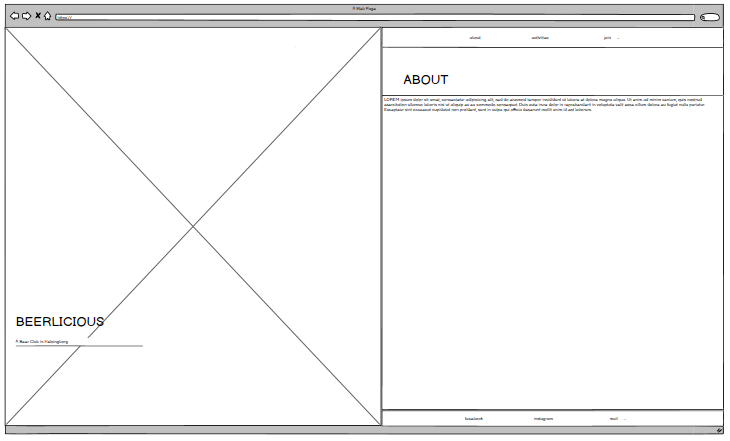 A Web Page
https://
about activities join
ABOUT
LOREM ipsum dolor sit amet, consectetur adipisicing elit, sed do eiusmod tempor incididunt ut labore et dolore magna aliqua. Ut enim ad minim veniam, quis nostrud
exercitation ullamco laboris nisi ut aliquip ex ea commodo consequat. Duis aute irure dolor in reprehenderit in voluptate velit esse cillum dolore eu fugiat nulla pariatur.
Excepteur sint occaecat cupidatat non proident, sunt in culpa qui officia deserunt mollit anim id est laborum.
BEERLICIOUS
A Beer Club in Helsingborg
facebook instagram mail